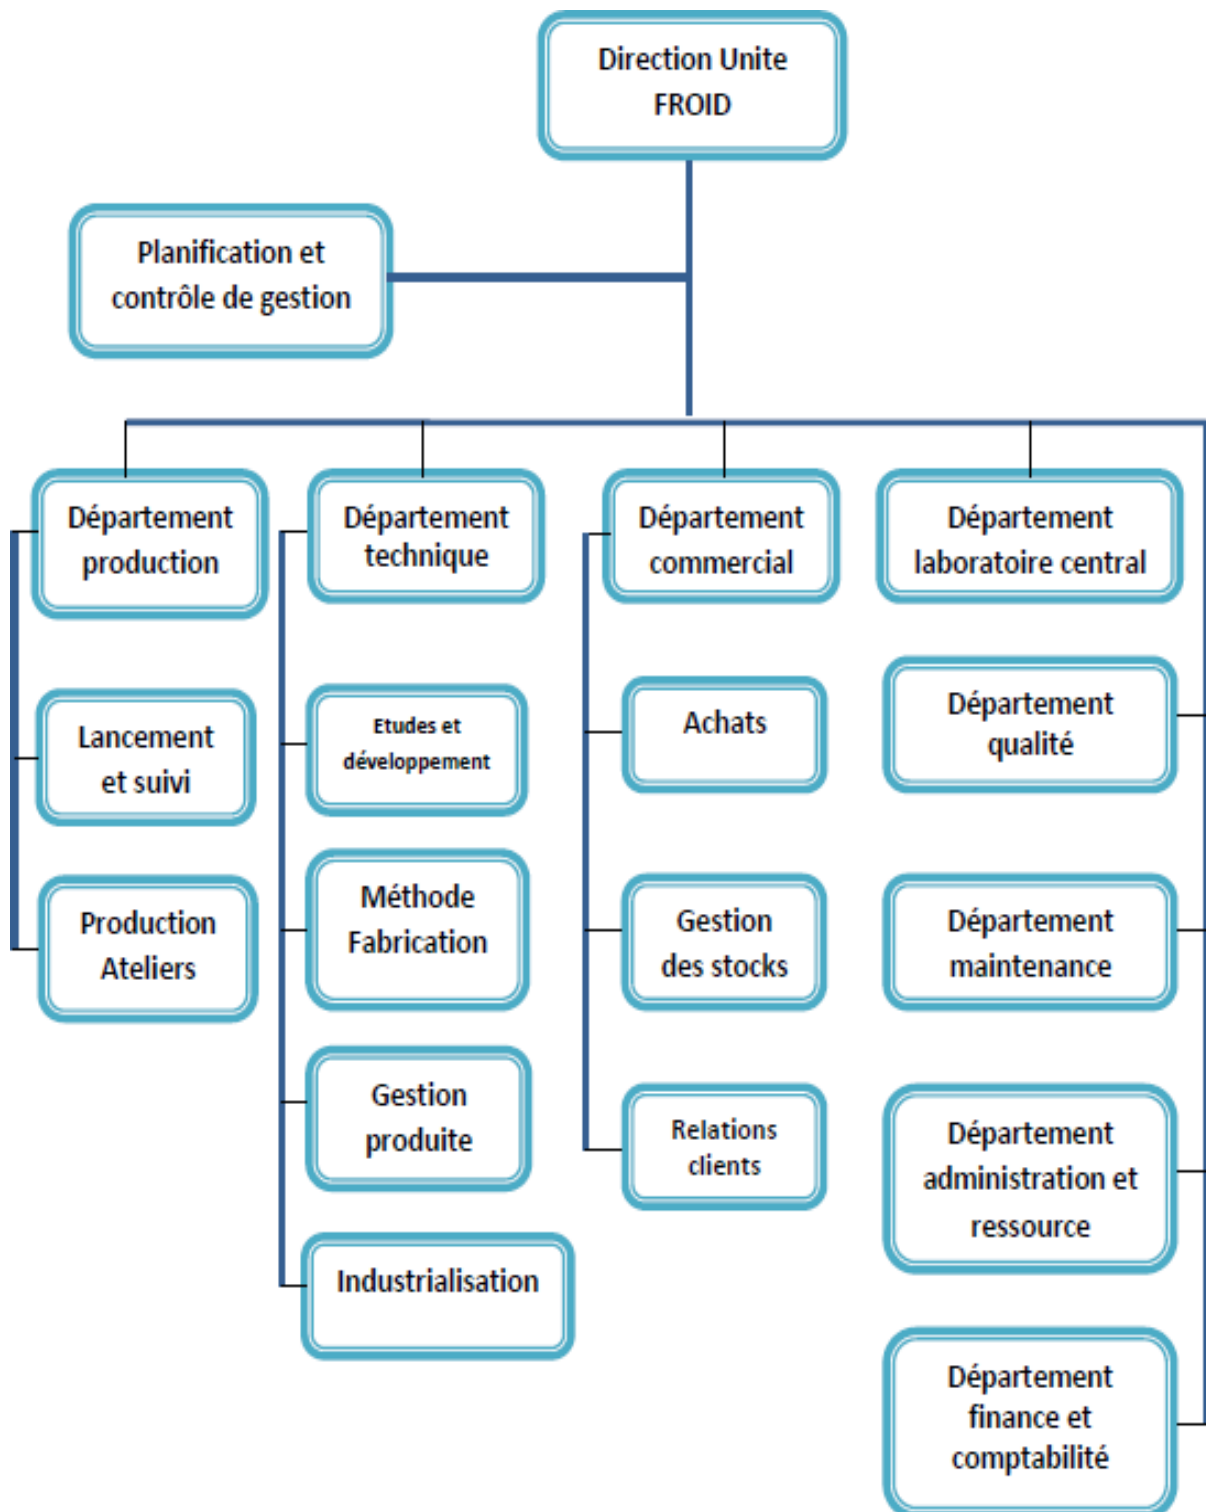 Direction Unite
FROID
Planification et
contrôle de gestion
Département
production
Département
technique
Département
commercial
Département
laboratoire central
Lancement
et suivi
Production
Ateliers
Etudes et
développement
Méthode
Fabrication
Gestion
produite
Industrialisation
Achats
Gestion
des stocks
Relations
clients
Département
qualité
Département
maintenance
Département
administration et
ressource
Département
finance et
comptabilité